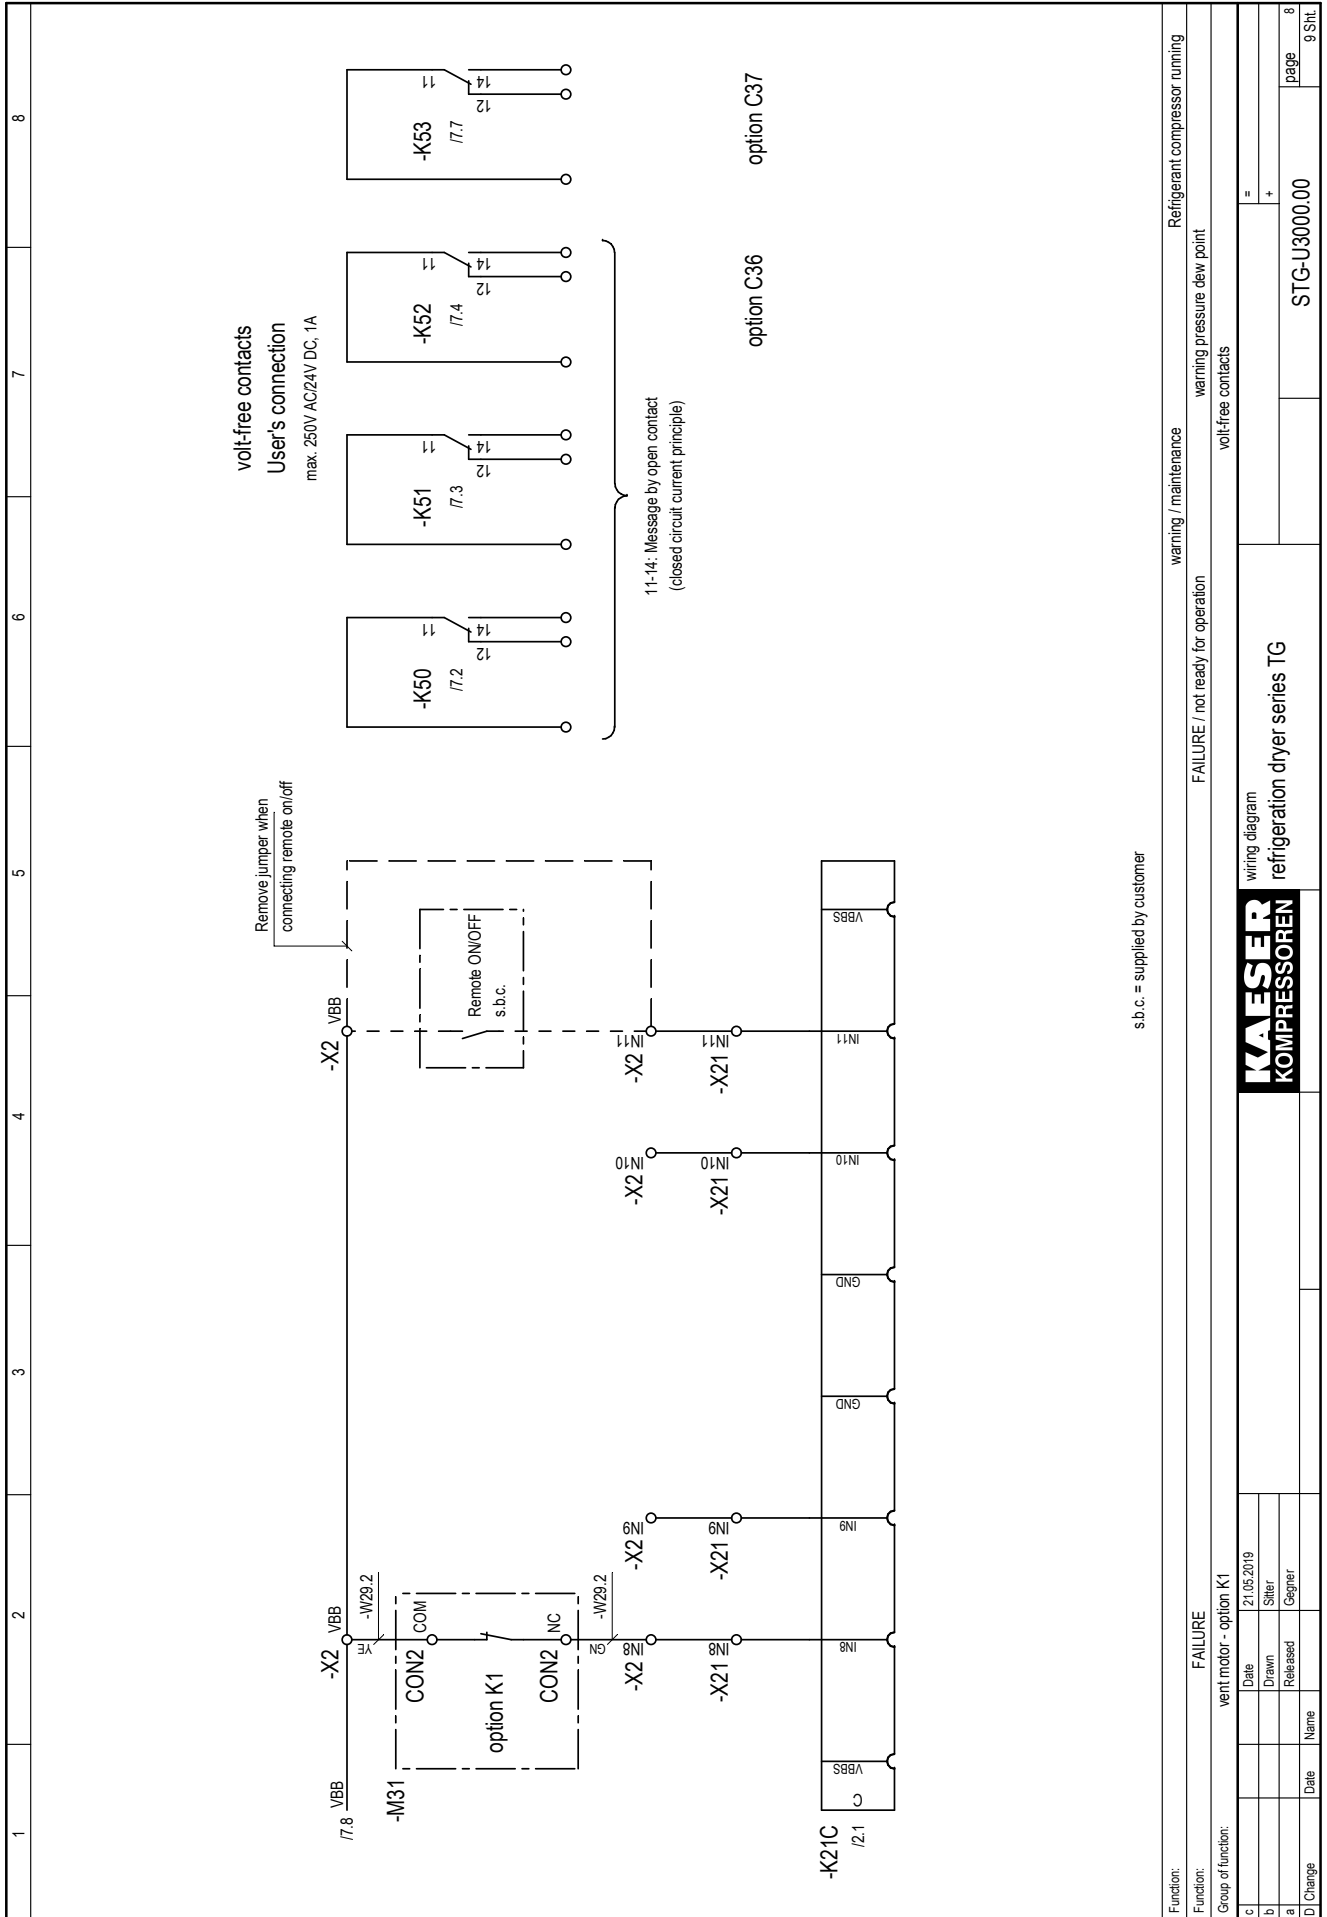 1
2
3
4
5
6
7
8
/7.8
VBB
-X2
VBB
YE
-W29.2
-M31
CON2
COM
option K1
CON2
NC
GN
-W29.2
-X2
IN8
-X21
IN8
-X2
IN9
-X21
IN9
-X2
IN10
-X21
IN10
-X2
VBB
Remove jumper when
connecting remote on/off
Remote ON/OFF
s.b.c.
-X2
IN11
-X21
IN11
-K21C
/2.1
C
VBBS
IN8
IN9
GND
GND
IN10
IN11
VBBS
volt-free contacts
User's connection
max. 250V AC/24V DC, 1A
-K50
/7.2
11
12
14
-K51
/7.3
11
12
14
-K52
/7.4
11
12
14
-K53
/7.7
11
12
14
11-14: Message by open contact
(closed circuit current principle)
option C36
option C37
s.b.c. = supplied by customer
Function:
warning / maintenance
Refrigerant compressor running
Function:
FAILURE
FAILURE / not ready for operation
warning pressure dew point
Group of function:
vent motor - option K1
volt-free contacts
c
Date
21.05.2019
b
Drawn
Sitter
a
Released
Gegner
D
Change
Date
Name
KAESER
KOMPRESSOREN
wiring diagram
refrigeration dryer series TG
=
+
STG-U3000.00
page
8
9 Sht.